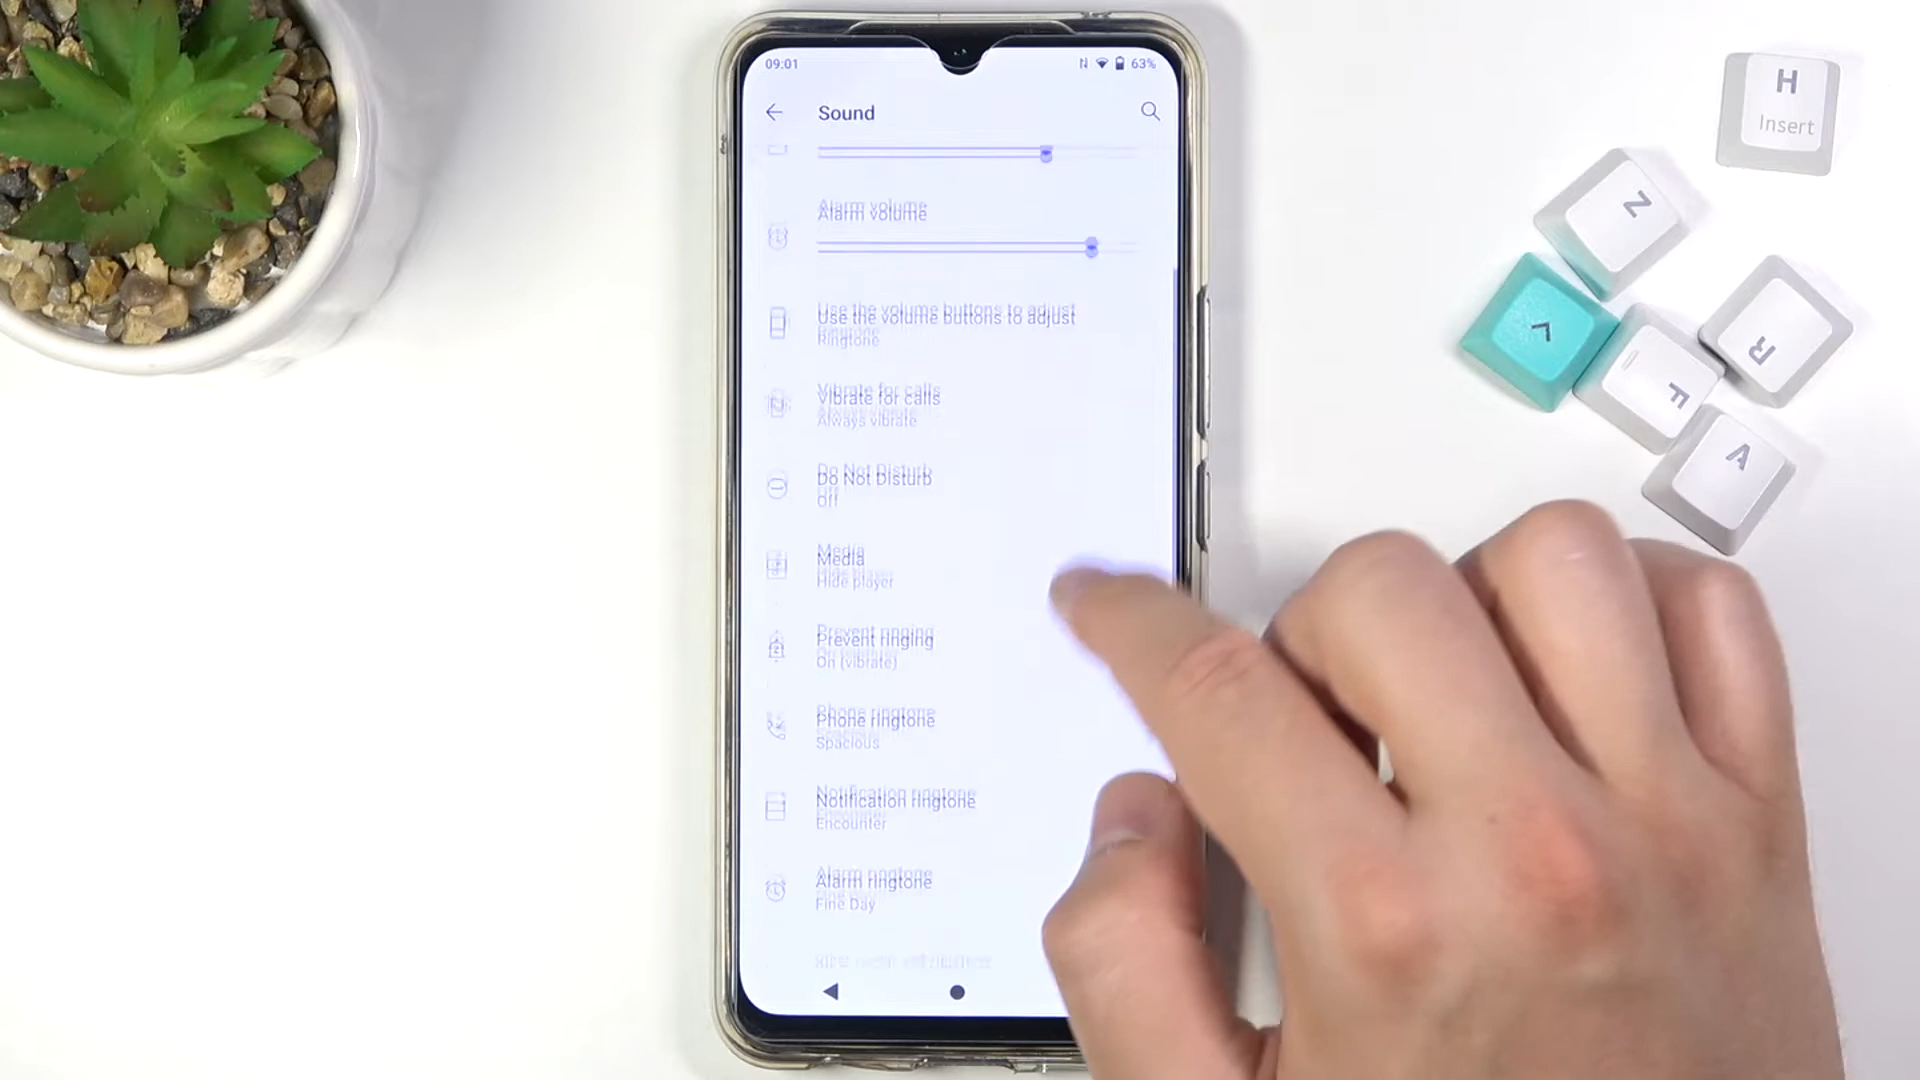 09:01
63%
Sound
Alarm volume
Use the volume buttons to adjust
Ringtone
Vibrate for calls
Always vibrate
Do Not Disturb
Off
Media
Hide player
Prevent ringing
On (vibrate)
Phone ringtone
Spacious
Notification ringtone
Encounter
Alarm ringtone
Fine Day
H
Insert
Z
R
F
A